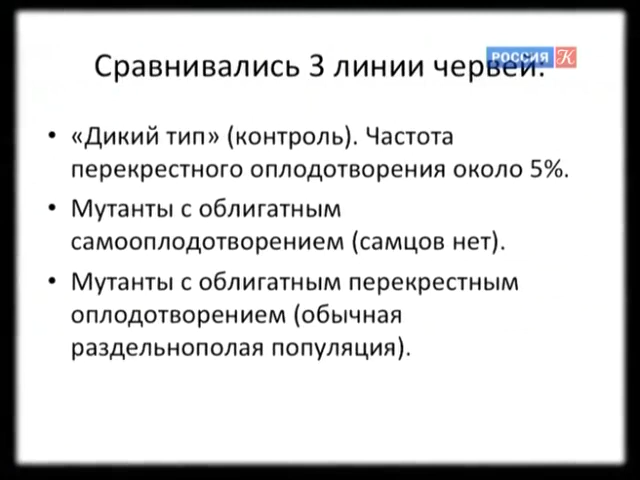 РОССИЯ К
Сравнивались 3 линии червей:
• «Дикий тип» (контроль). Частота
перекрестного оплодотворения около 5%.
• Мутанты с облигатным
самооплодотворением (самцов нет).
• Мутанты с облигатным перекрестным
оплодотворением (обычная
раздельнополая популяция).